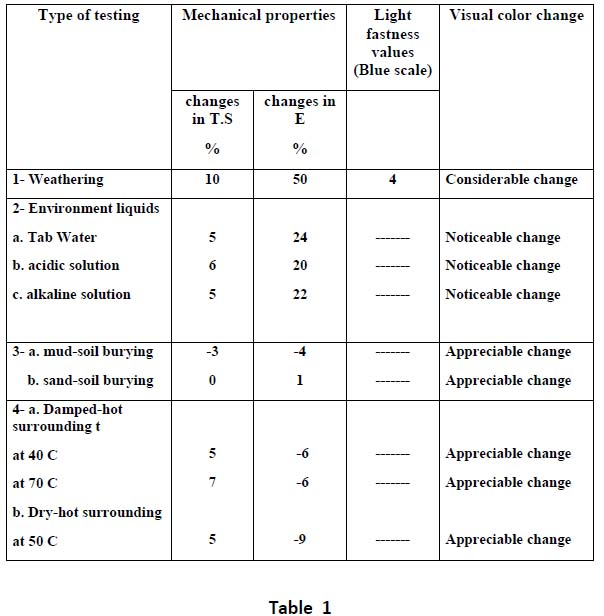 Type of testing Mechanical properties Light fastness values (Blue scale) Visual color change
changes in T.S % changes in E %
1- Weathering 10 50 4 Considerable change
2- Environment liquids
a. Tab Water 5 24 ------- Noticeable change
b. acidic solution 6 20 ------- Noticeable change
c. alkaline solution 5 22 ------- Noticeable change
3- a. mud-soil burying -3 -4 ------- Appreciable change
b. sand-soil burying 0 1 ------- Appreciable change
4- a. Damped-hot
surrounding t
at 40 C 5 -6 ------- Appreciable change
at 70 C 7 -6 ------- Appreciable change
b. Dry-hot surrounding
at 50 C 5 -9 ------- Appreciable change
Table 1